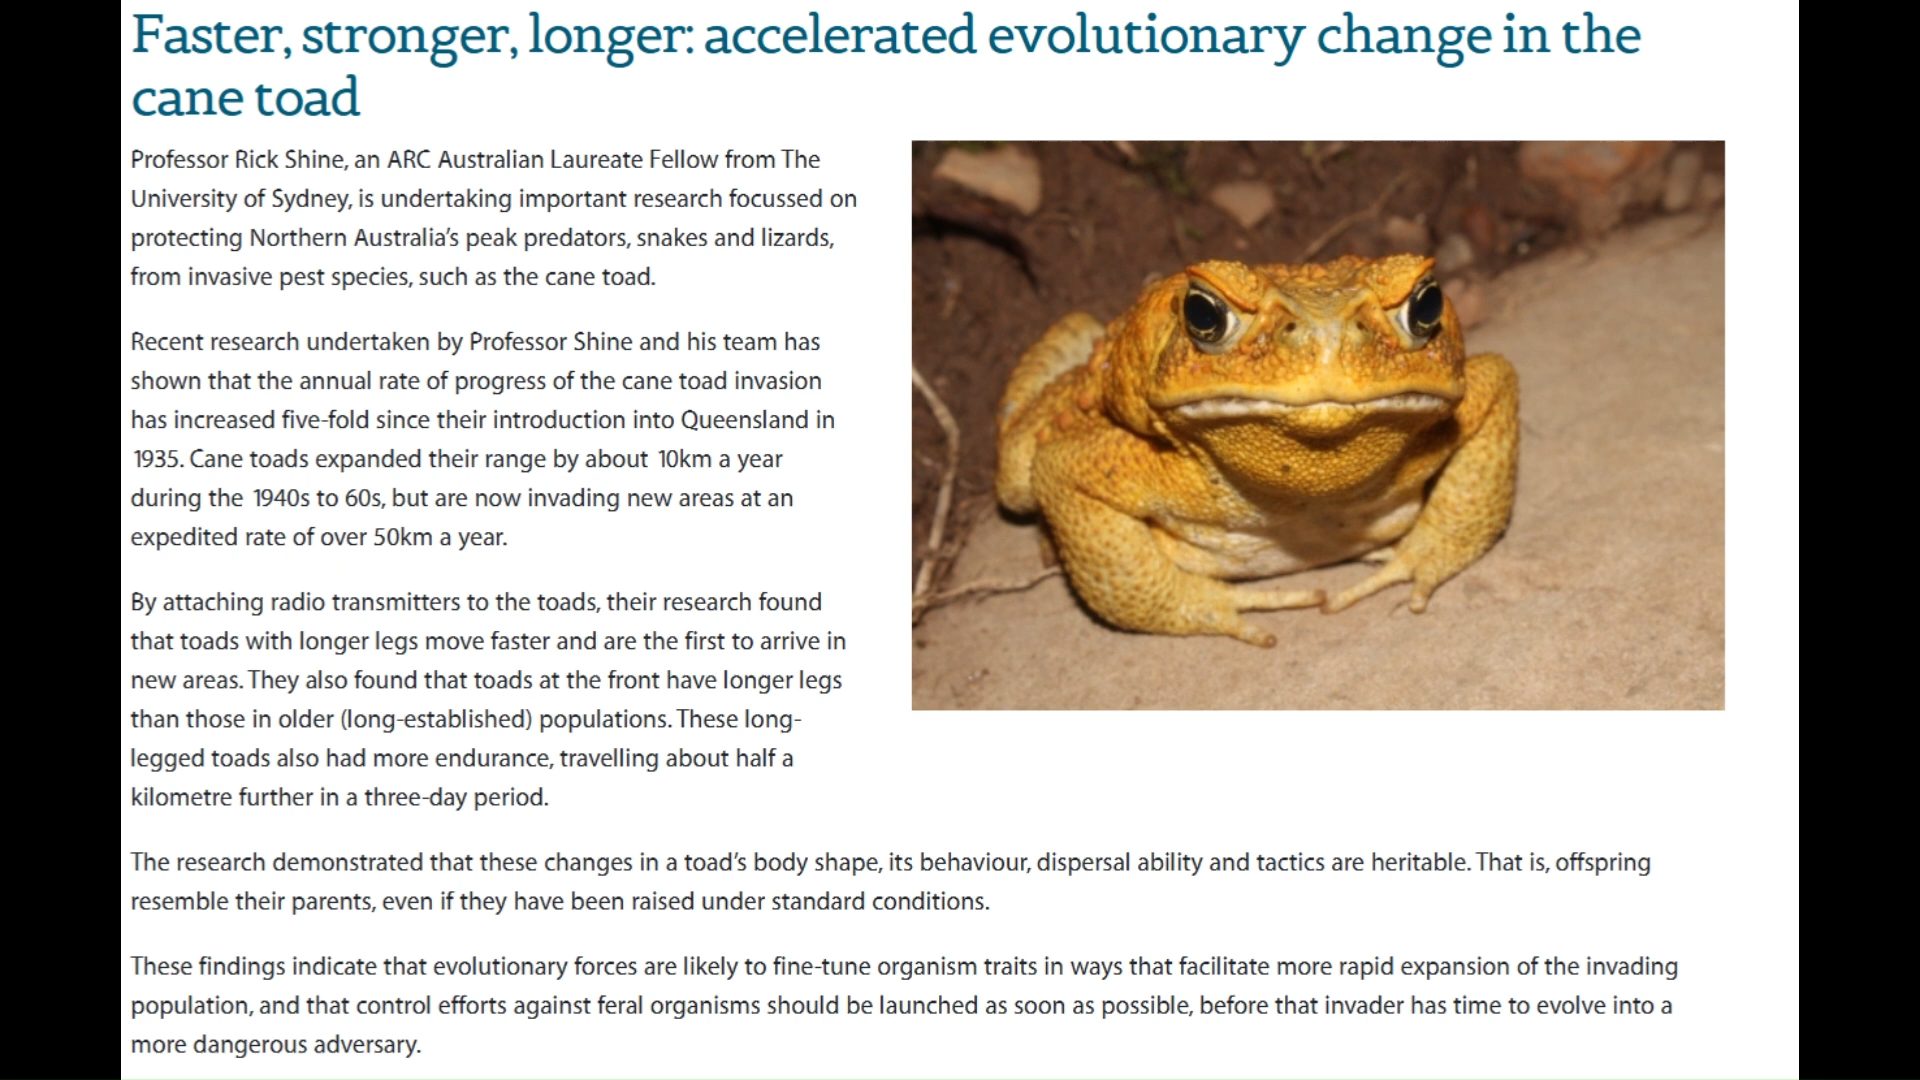 Faster, stronger, longer: accelerated evolutionary change in the
cane toad
Professor Rick Shine, an ARC Australian Laureate Fellow from The
University of Sydney, is undertaking important research focussed on
protecting Northern Australia's peak predators, snakes and lizards,
from invasive pest species, such as the cane toad.
Recent research undertaken by Professor Shine and his team has
shown that the annual rate of progress of the cane toad invasion
has increased five-fold since their introduction into Queensland in
1935. Cane toads expanded their range by about 10km a year
during the 1940s to 60s, but are now invading new areas at an
expedited rate of over 50km a year.
By attaching radio transmitters to the toads, their research found
that toads with longer legs move faster and are the first to arrive in
new areas. They also found that toads at the front have longer legs
than those in older (long-established) populations. These long-
legged toads also had more endurance, travelling about half a
kilometre further in a three-day period.
The research demonstrated that these changes in a toad's body shape, its behaviour, dispersal ability and tactics are heritable. That is, offspring
resemble their parents, even if they have been raised under standard conditions.
These findings indicate that evolutionary forces are likely to fine-tune organism traits in ways that facilitate more rapid expansion of the invading
population, and that control efforts against feral organisms should be launched as soon as possible, before that invader has time to evolve into a
more dangerous adversary.